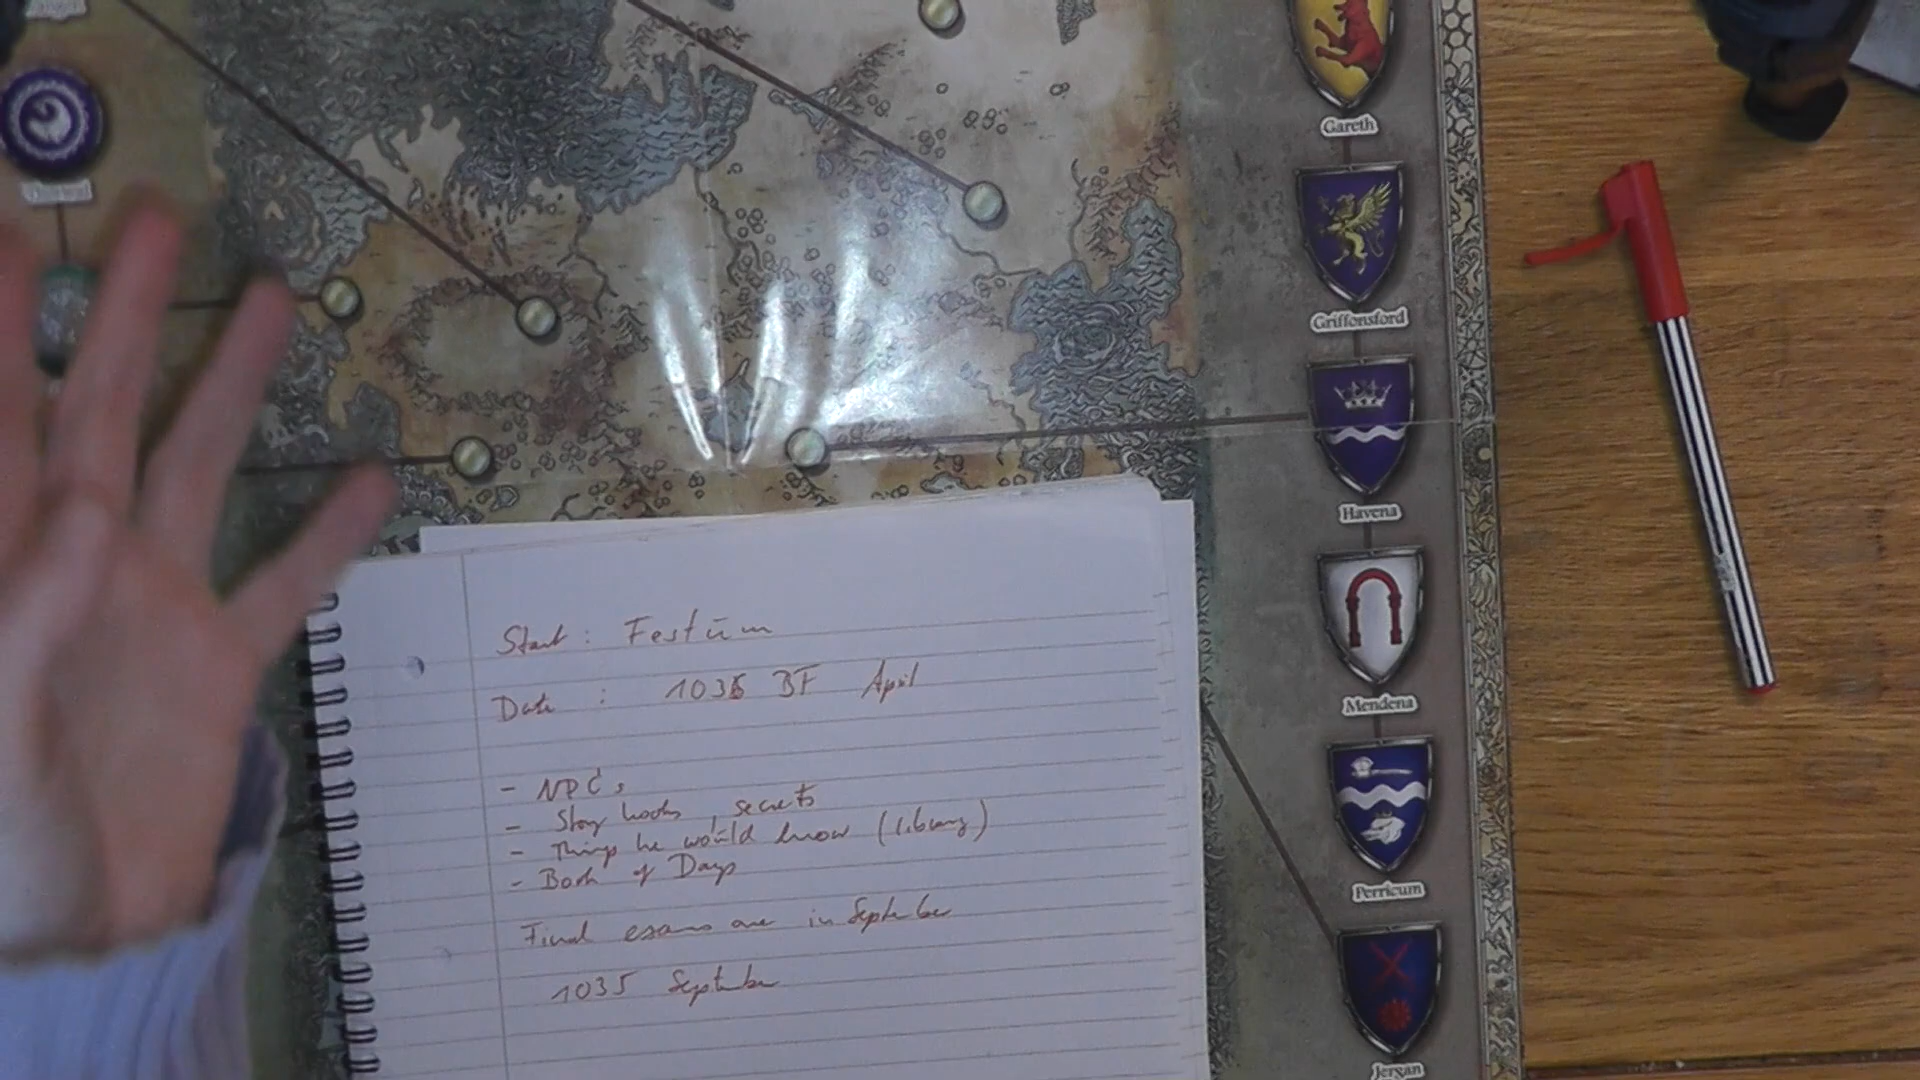 Gareth
Griffonsford
Havena
Mendena
Perricum
Jergan
Start : Festum
Date : 1036 BF April
- NPCs
- Story hooks, secrets
- Things he would know (library)
- Book of Days
Final exams are in September
1035 September